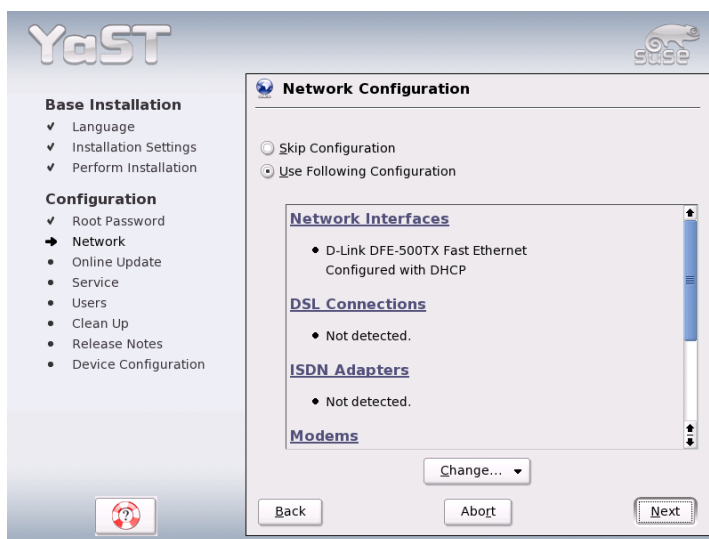 YaST
SUSE
Base Installation
Language
Installation Settings
Perform Installation
Configuration
Root Password
Network
Online Update
Service
Users
Clean Up
Release Notes
Device Configuration
Network Configuration
Skip Configuration
Use Following Configuration
Network Interfaces
D-Link DFE-500TX Fast Ethernet
Configured with DHCP
DSL Connections
Not detected.
ISDN Adapters
Not detected.
Modems
Change...
Back
Abort
Next